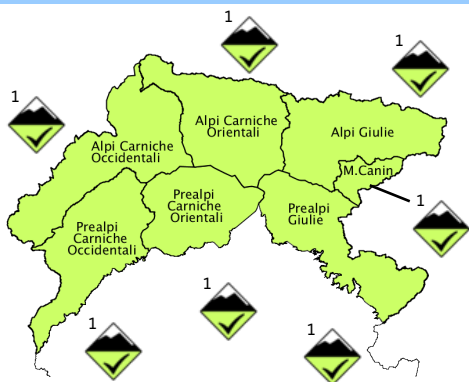 1
1
1
Alpi Carniche
Orientali
Alpi Giulie
Alpi Carniche
Occidentali
M.Canin
1
Prealpi
Carniche
Orientali
Prealpi
Giulie
Prealpi
Carniche
Occidentali
1
1
1